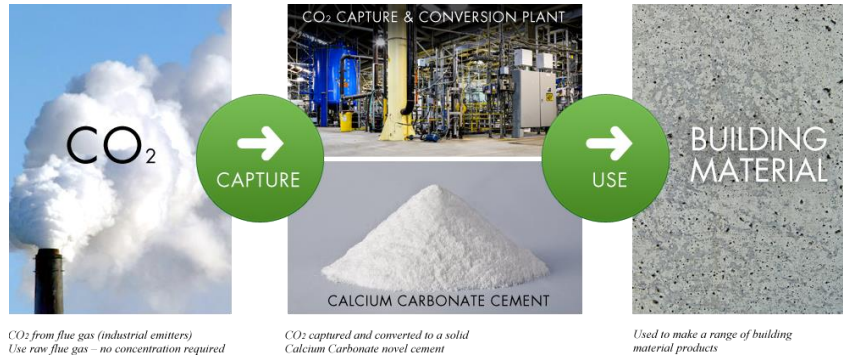 CO₂
CAPTURE
CO₂ CAPTURE & CONVERSION PLANT
CALCIUM CARBONATE CEMENT
USE
BUILDING
MATERIAL
CO₂ from flue gas (industrial emitters)
Use raw flue gas – no concentration required
CO₂ captured and converted to a solid
Calcium Carbonate novel cement
Used to make a range of building
material products